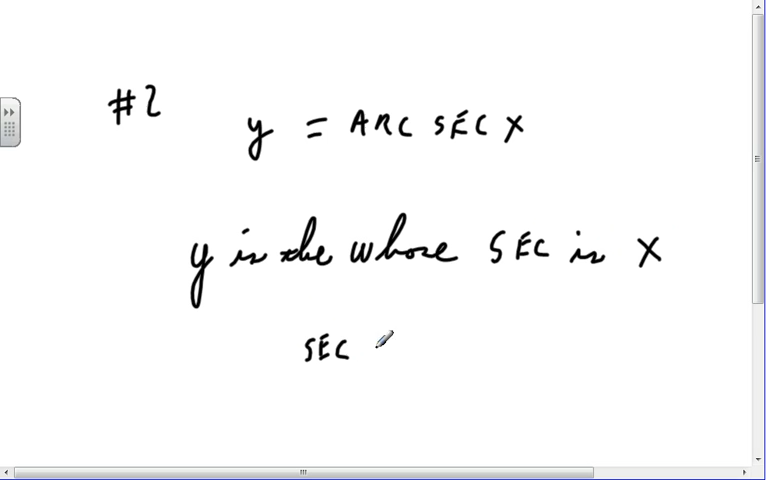 #2
y = ARC SEC X
y is the whose SEC is X
SEC